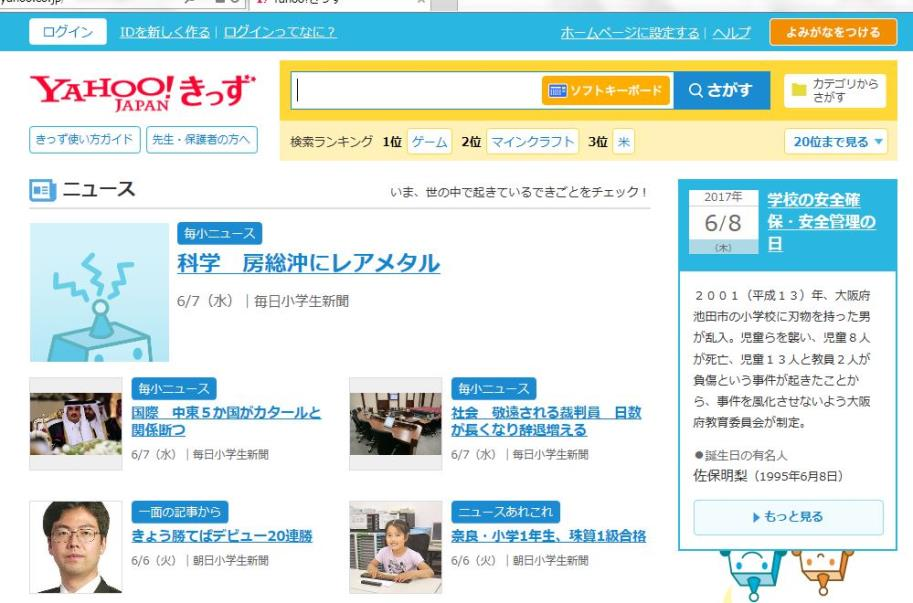 ログイン
IDを新しく作る | ログインってなに?
ホームページに設定する | ヘルプ
よみがなをつける
YAHOO! きっず
JAPAN
ソフトキーボード
さがす
カテゴリから
さがす
きっず使い方ガイド
先生・保護者の方へ
検索ランキング 1位 ゲーム 2位 マインクラフト 3位 米
20位まで見る
ニュース
いま、世の中で起きているできごとをチェック!
毎小ニュース
科学 房総沖にレアメタル
6/7(水)|毎日小学生新聞
毎小ニュース
国際 中東5か国がカタールと
関係断つ
6/7(水)|毎日小学生新聞
毎小ニュース
社会 敬遠される裁判員 日数
が長くなり辞退増える
6/7(水)|毎日小学生新聞
一面の記事から
きょう勝てばデビュー20連勝
6/6(火)|朝日小学生新聞
ニュースあれこれ
奈良・小学1年生、珠算1級合格
6/6(火)|朝日小学生新聞
2017年
6/8
(木)
学校の安全確
保・安全管理の
日
2001(平成13)年、大阪府
池田市の小学校に刃物を持った男
が乱入。児童らを襲い、児童8人
が死亡、児童13人と教員2人が
負傷という事件が起きたことか
ら、事件を風化させないよう大阪
府教育委員会が制定。
●誕生日の有名人
佐保明梨(1995年6月8日)
もっと見る